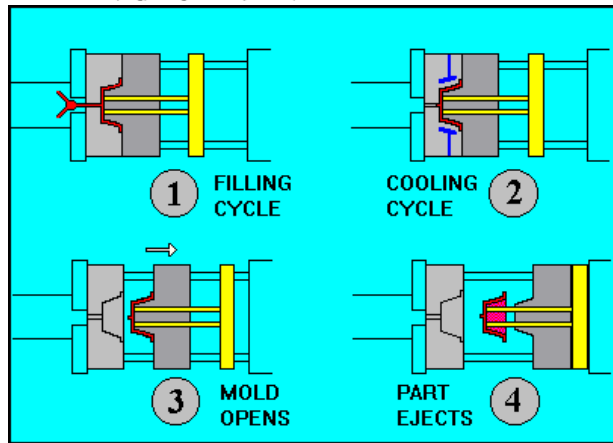 1 FILLING
CYCLE
COOLING 2
CYCLE
3 MOLD
OPENS
PART 4
EJECTS